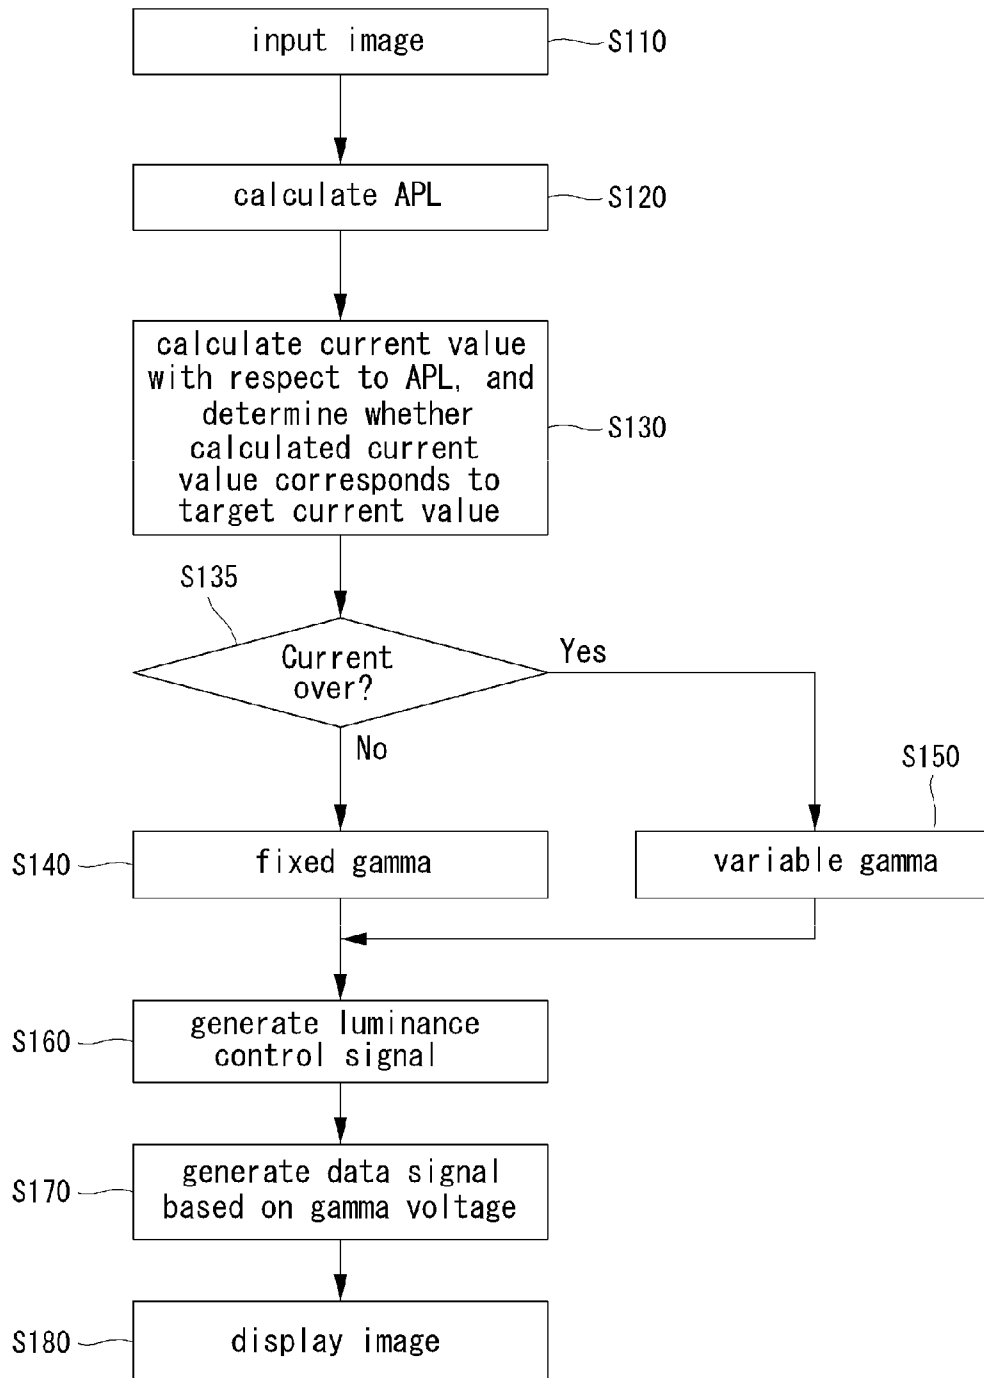 input image
S110
calculate APL
S120
calculate current value
with respect to APL, and
determine whether
calculated current
value corresponds to
target current value
S130
S135
Current
over?
Yes
No
S150
S140
fixed gamma
variable gamma
S160
generate luminance
control signal
S170
generate data signal
based on gamma voltage
S180
display image